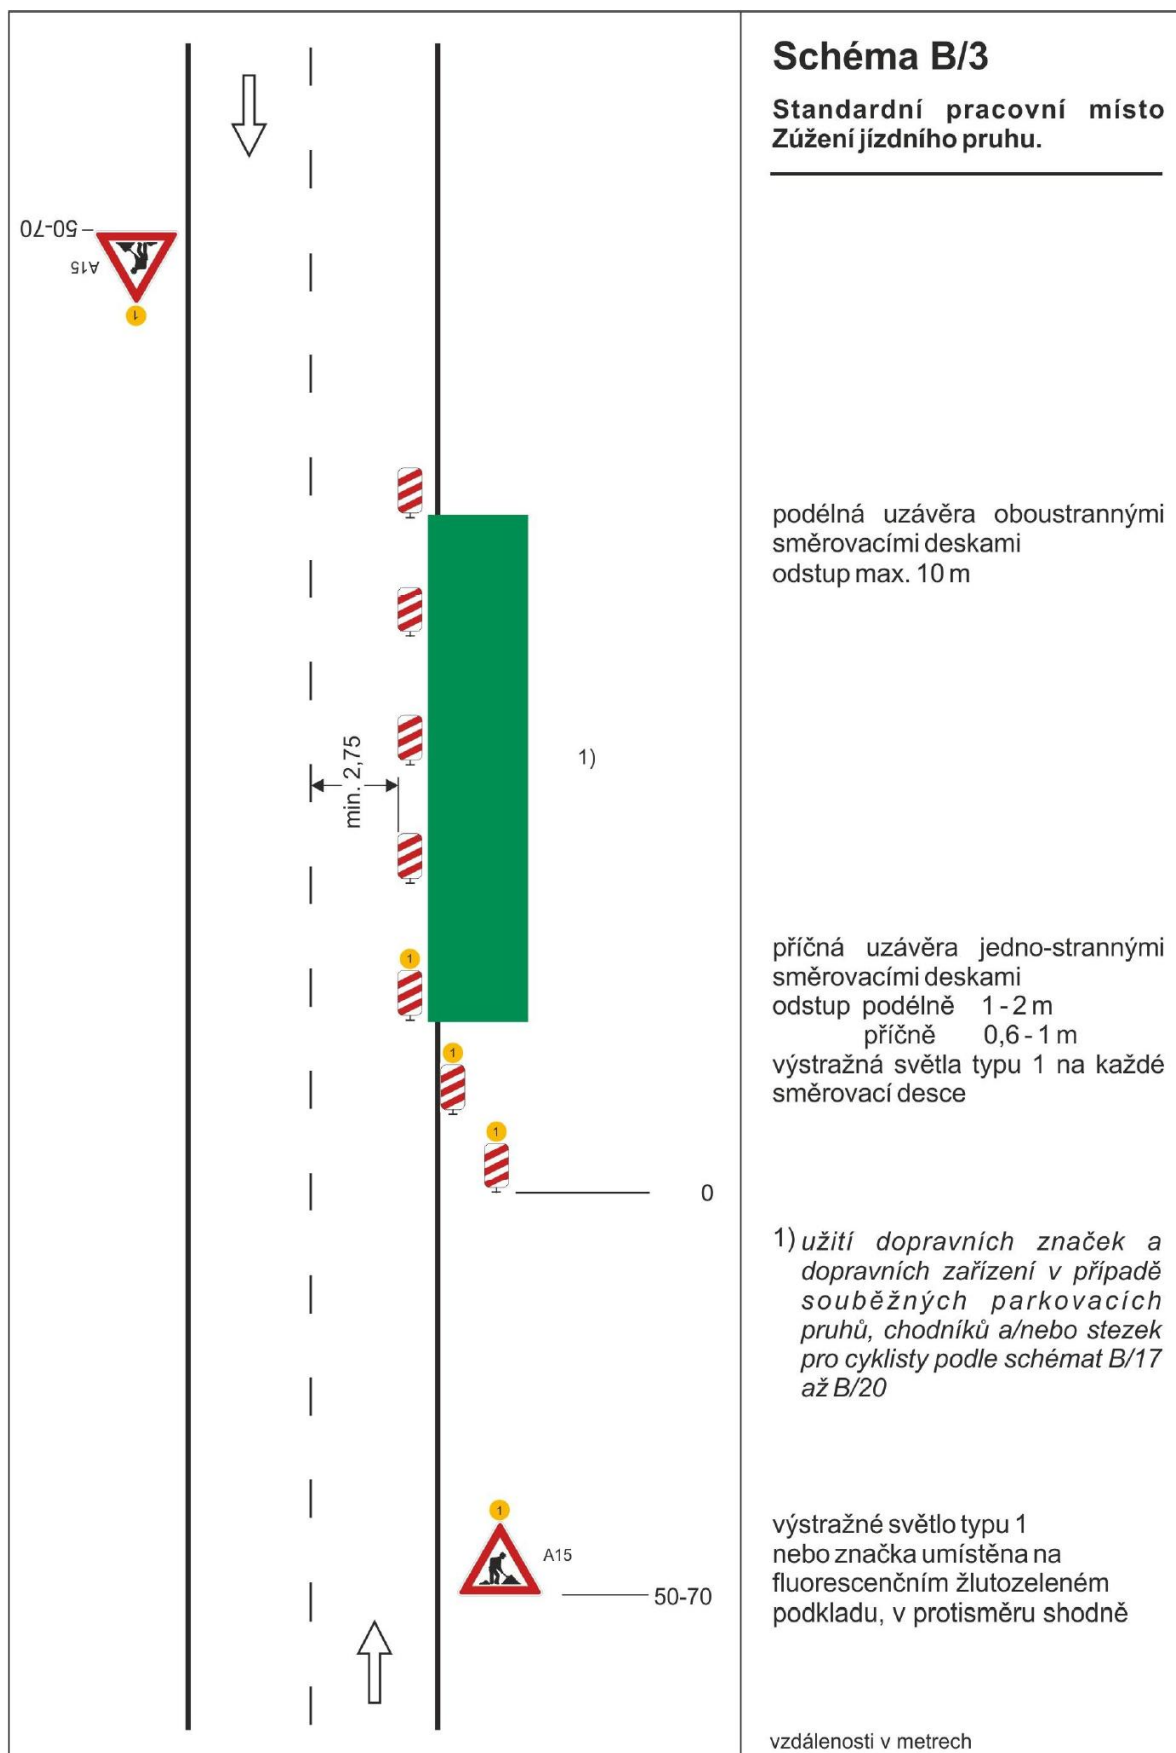 Schéma B/3
Standardní pracovní místo
Zúžení jízdního pruhu.
50-70
A15
1
podélná uzávěra oboustrannými
směrovacími deskami
odstup max. 10 m
min. 2,75
1)
1
příčná uzávěra jedno-strannými
směrovacími deskami
odstup podélně 1 - 2 m
příčně 0,6 - 1 m
výstražná světla typu 1 na každé
směrovací desce
1
1
0
1) užití dopravních značek a
dopravních zařízení v případě
souběžných parkovacích
pruhů, chodníků a/nebo stezek
pro cyklisty podle schémat B/17
až B/20
1
A15
50-70
výstražné světlo typu 1
nebo značka umístěna na
fluorescenčním žlutozeleném
podkladu, v protisměru shodně
vzdálenosti v metrech